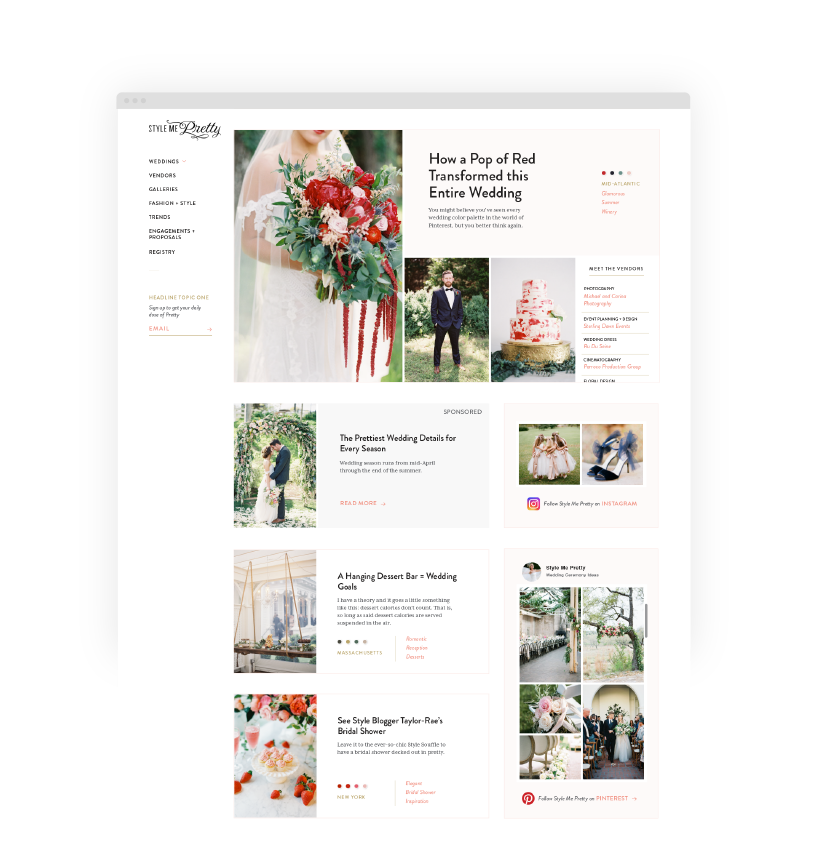 STYLE ME Pretty
WEDDINGS
VENDORS
GALLERIES
FASHION + STYLE
TRENDS
ENGAGEMENTS +
PROPOSALS
REGISTRY
HEADLINE TOPIC ONE
Sign up to get your daily
dose of Pretty
EMAIL →
How a Pop of Red
Transformed this
Entire Wedding
You might believe you've seen every
wedding color palette in the world of
Pinterest, but you better think again.
MID-ATLANTIC
Glamorous
Summer
Winery
MEET THE VENDORS
PHOTOGRAPHY
Michael and Carina
Photography
EVENT PLANNING + DESIGN
Sterling Dawn Events
WEDDING DRESS
CINEMATOGRAPHY
Production Group
FLORAL DESIGN
SPONSORED
The Prettiest Wedding Details for
Every Season
Wedding season runs from mid-April
through the end of the summer.
READ MORE →
Follow Style Me Pretty on INSTAGRAM
A Hanging Dessert Bar = Wedding
Goals
I have a theory and it goes a little something
like this: dessert calories don't count. That is,
so long as said dessert calories are served
suspended in the air.
MASSACHUSETTS
Romantic
Reception
Desserts
Style Me Pretty
Wedding Ceremony Ideas
See Style Blogger Taylor-Rae's
Bridal Shower
Leave it to the ever-so-chic Style Souffle to
have a bridal shower decked out in pretty.
NEW YORK
Elegant
Bridal Shower
Inspiration
Follow Style Me Pretty on PINTEREST →